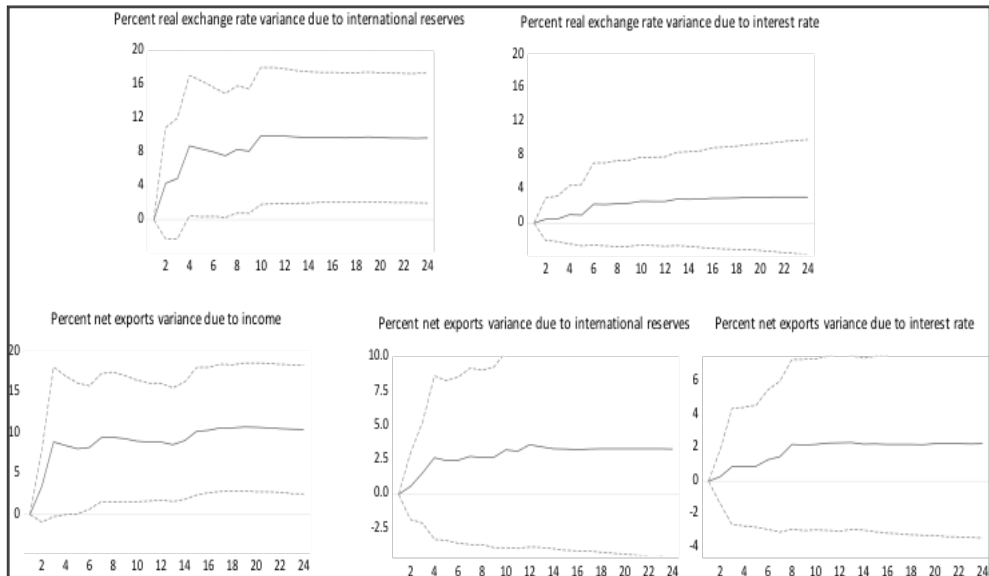 Percent real exchange rate variance due to international reserves
20
16
12
8
4
0
2 4 6 8 10 12 14 16 18 20 22 24
Percent real exchange rate variance due to interest rate
20
16
12
8
4
0
2 4 6 8 10 12 14 16 18 20 22 24
Percent net exports variance due to income
20
15
10
5
0
2 4 6 8 10 12 14 16 18 20 22 24
Percent net exports variance due to international reserves
10.0
7.5
5.0
2.5
0.0
-2.5
2 4 6 8 10 12 14 16 18 20 22 24
Percent net exports variance due to interest rate
6
4
2
0
-2
-4
2 4 6 8 10 12 14 16 18 20 22 24